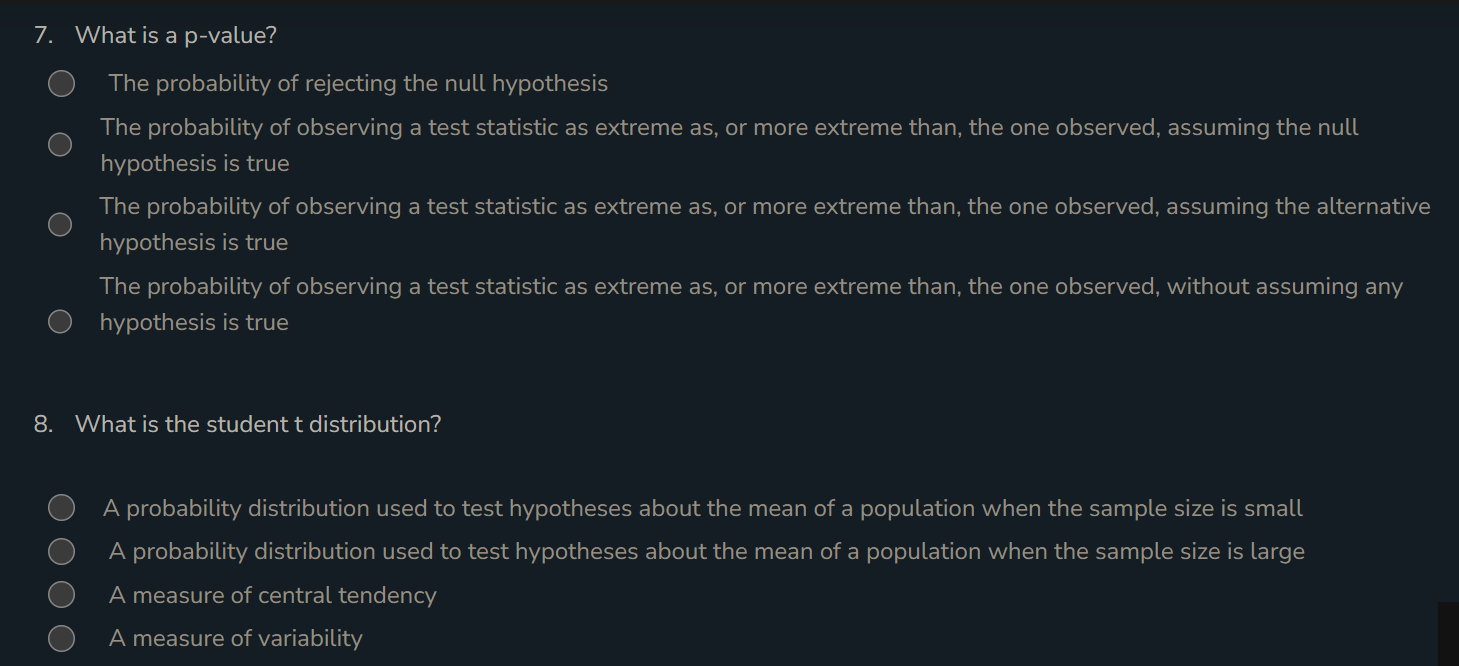 7. What is a p-value?
The probability of rejecting the null hypothesis
The probability of observing a test statistic as extreme as, or more extreme than, the one observed, assuming the null
hypothesis is true
The probability of observing a test statistic as extreme as, or more extreme than, the one observed, assuming the alternative
hypothesis is true
The probability of observing a test statistic as extreme as, or more extreme than, the one observed, without assuming any
hypothesis is true
8. What is the student t distribution?
A probability distribution used to test hypotheses about the mean of a population when the sample size is small
A probability distribution used to test hypotheses about the mean of a population when the sample size is large
A measure of central tendency
A measure of variability